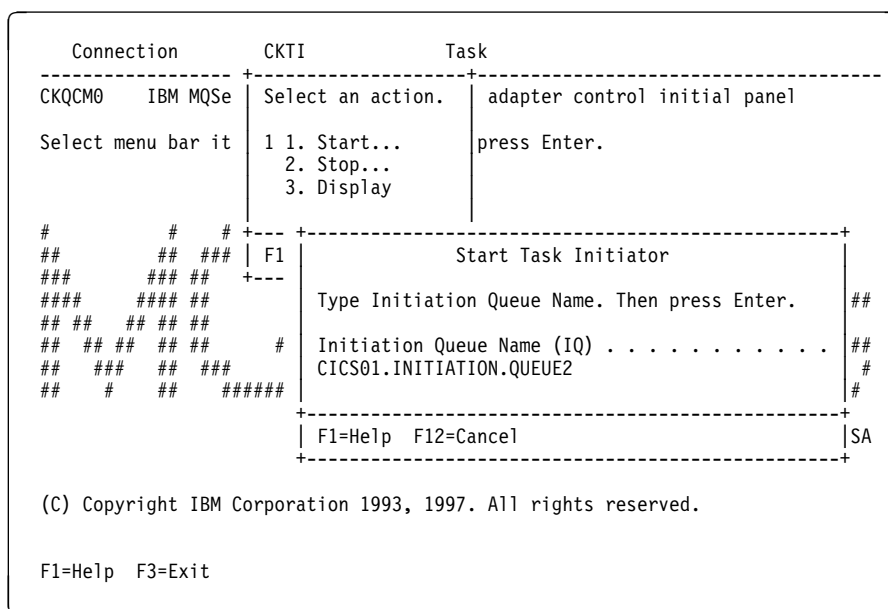 Connection CKTI Task
------------------ +--------------------+--------------------------------------
CKQCM0 IBM MQSe | Select an action. | adapter control initial panel
Select menu bar it | 1 1. Start... |press Enter.
2. Stop...
3. Display
# # # +--- +--------------------------------------------------+
## ## ### | F1 | Start Task Initiator |
### ### ## +--- |
#### #### ## | Type Initiation Queue Name. Then press Enter. |##
## ## ## ## ##
## ## ## ## ## # | Initiation Queue Name (IQ) . . . . . . . . . . . |##
## ### ## ### | CICS01.INITIATION.QUEUE2 | #
## # ## ###### | |#
+--------------------------------------------------+
| F1=Help F12=Cancel |SA
+--------------------------------------------------+
(C) Copyright IBM Corporation 1993, 1997. All rights reserved.
F1=Help F3=Exit